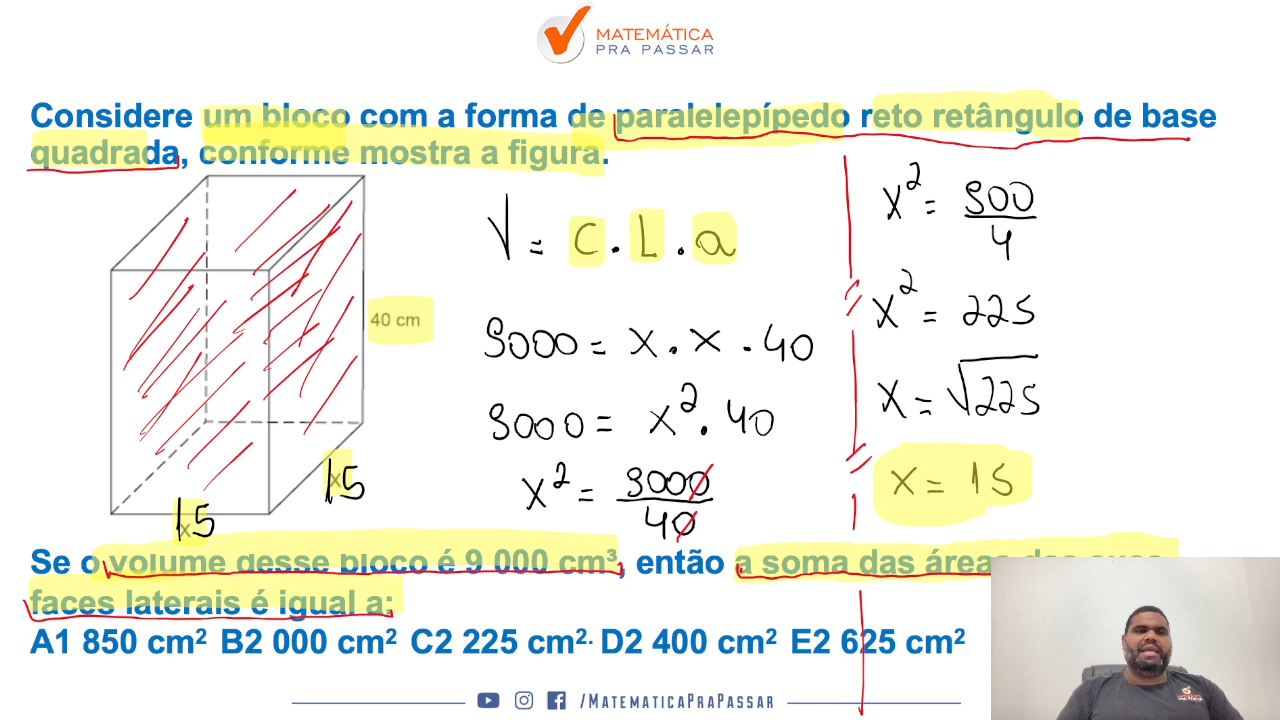 MATEMÁTICA
PRA PASSAR
Considere um bloco com a forma de paralelepípedo reto retângulo de base
quadrada, conforme mostra a figura.
40 cm
15
15
V = C . L . a
9000 = x . x . 40
9000 = x² . 40
x² = 9000/40
x² = 900/4
x² = 225
x = √225
x = 15
Se o volume desse bloco é 9 000 cm³, então a soma das áreas das suas
faces laterais é igual a:
A1 850 cm² B2 000 cm² C2 225 cm². D2 400 cm² E2 625 cm²
/MATEMATICAPRAPASSAR